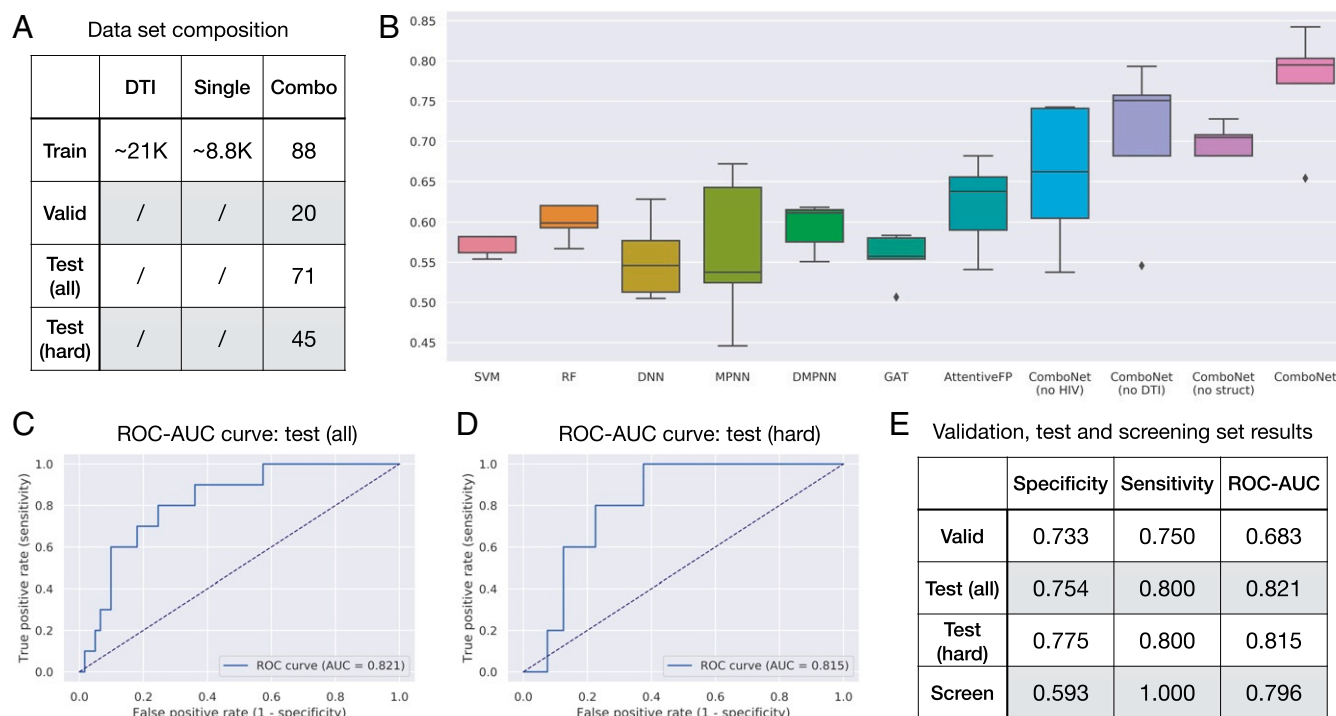 A
Data set composition
DTI Single Combo
Train ~21K ~8.8K 88
Valid / / 20
Test (all) / / 71
Test (hard) / / 45
B
0.85
0.80
0.75
0.70
0.65
0.60
0.55
0.50
0.45
SVM RF DNN MPNN DMPNN GAT AttentiveFP ComboNet (no HIV) ComboNet (no DTI) ComboNet (no struct) ComboNet
C
ROC-AUC curve: test (all)
True positive rate (sensitivity)
1.0
0.8
0.6
0.4
0.2
0.0
ROC curve (AUC = 0.821)
0.0 0.2 0.4 0.6 0.8 1.0
False positive rate (1 - specificity)
D
ROC-AUC curve: test (hard)
True positive rate (sensitivity)
1.0
0.8
0.6
0.4
0.2
0.0
ROC curve (AUC = 0.815)
0.0 0.2 0.4 0.6 0.8 1.0
False positive rate (1 - specificity)
E
Validation, test and screening set results
Specificity Sensitivity ROC-AUC
Valid 0.733 0.750 0.683
Test (all) 0.754 0.800 0.821
Test (hard) 0.775 0.800 0.815
Screen 0.593 1.000 0.796